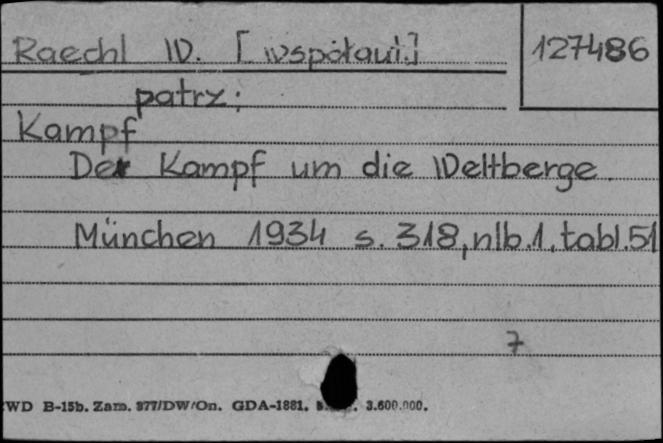 Raechl W. [współaut.]
127486
patrz:
Kampf
Der Kampf um die Weltberge.
München 1934 s. 318, nlb. 1, tabl. 51
7
WD B-15b. Zam. 977/DW/On. GDA-1881. 3.600.000.